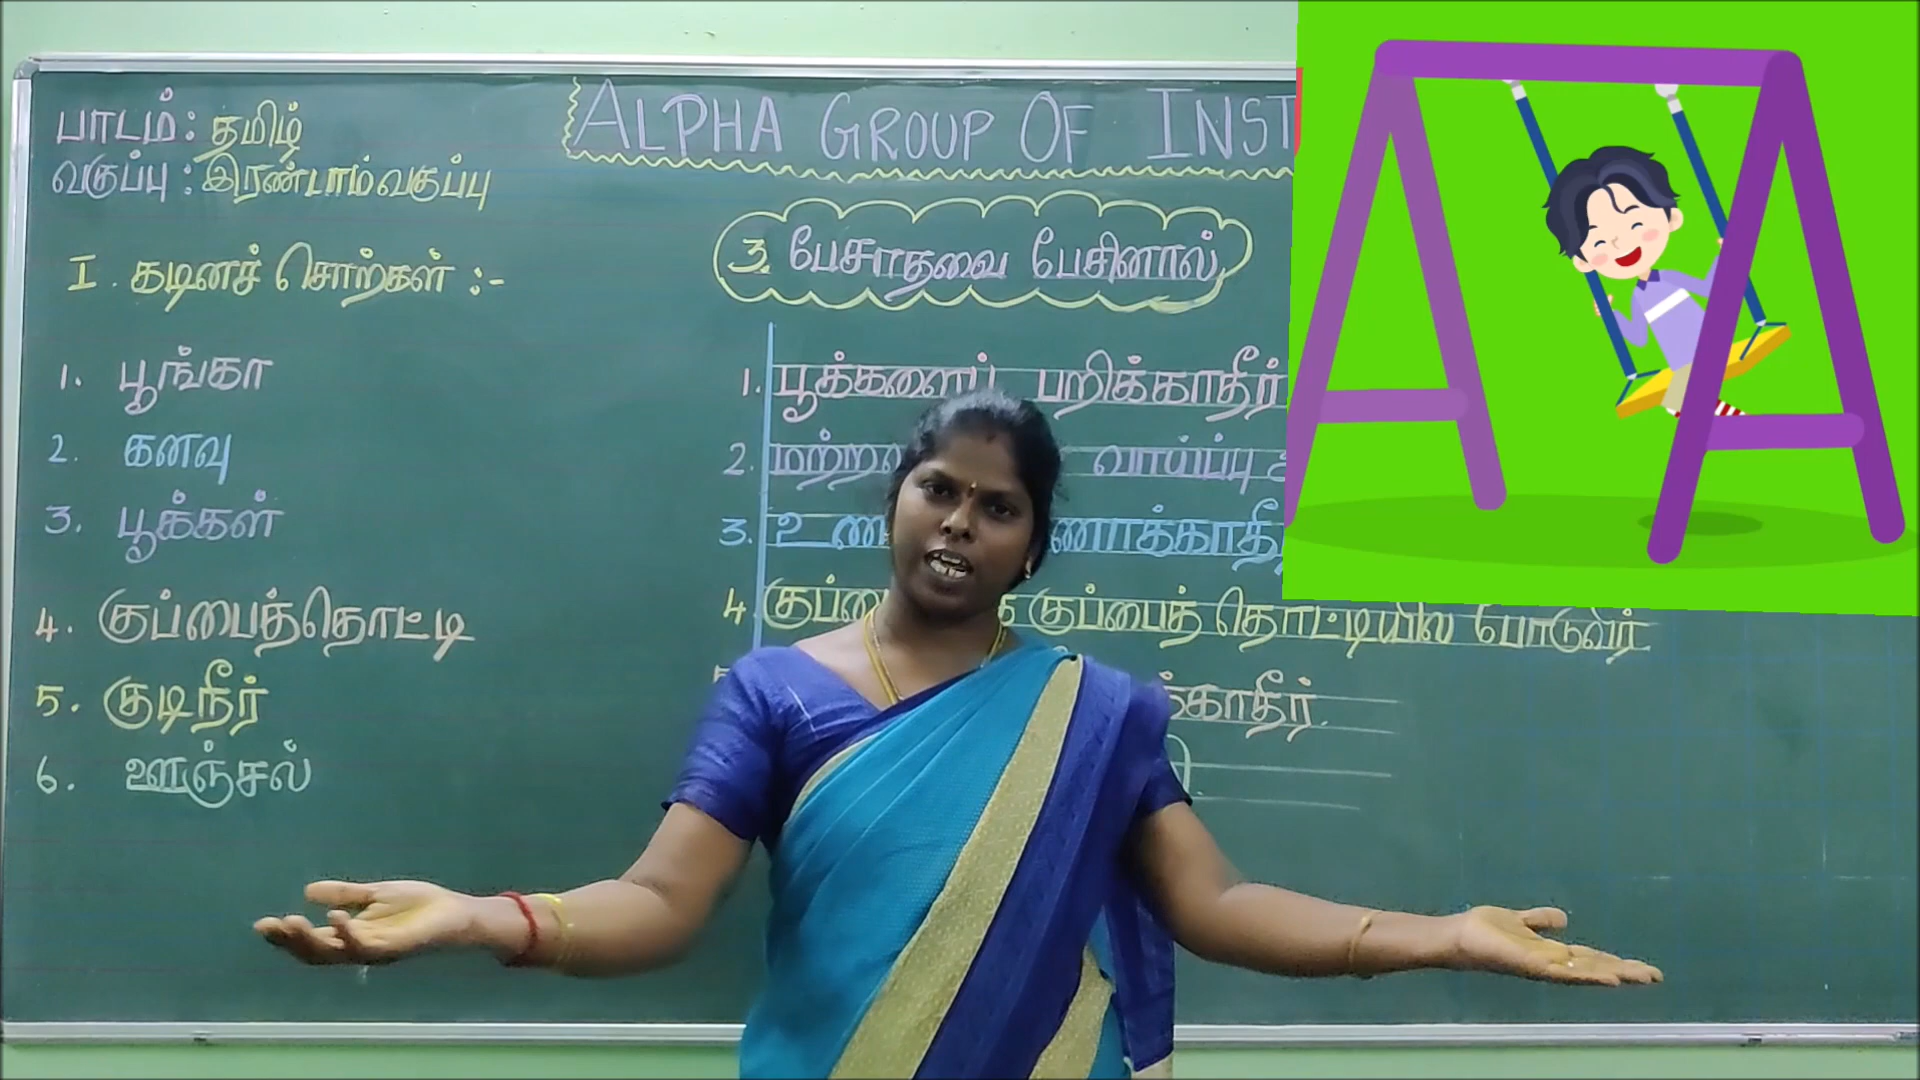 பாடம் : தமிழ்
வகுப்பு : இரண்டாம் வகுப்பு
ALPHA GROUP OF INST
I . கடினச் சொற்கள் :-
1. பூங்கா
2. கனவு
3. பூக்கள்
4. குப்பைத்தொட்டி
5. குடிநீர்
6. ஊஞ்சல்
3. பேசாதவை பேசினால்
1. பூக்களைப் பறிக்காதீர்
2. வாய்ப்பு
3.
4. குப்பைத் தொட்டியில் போடுவீர்.